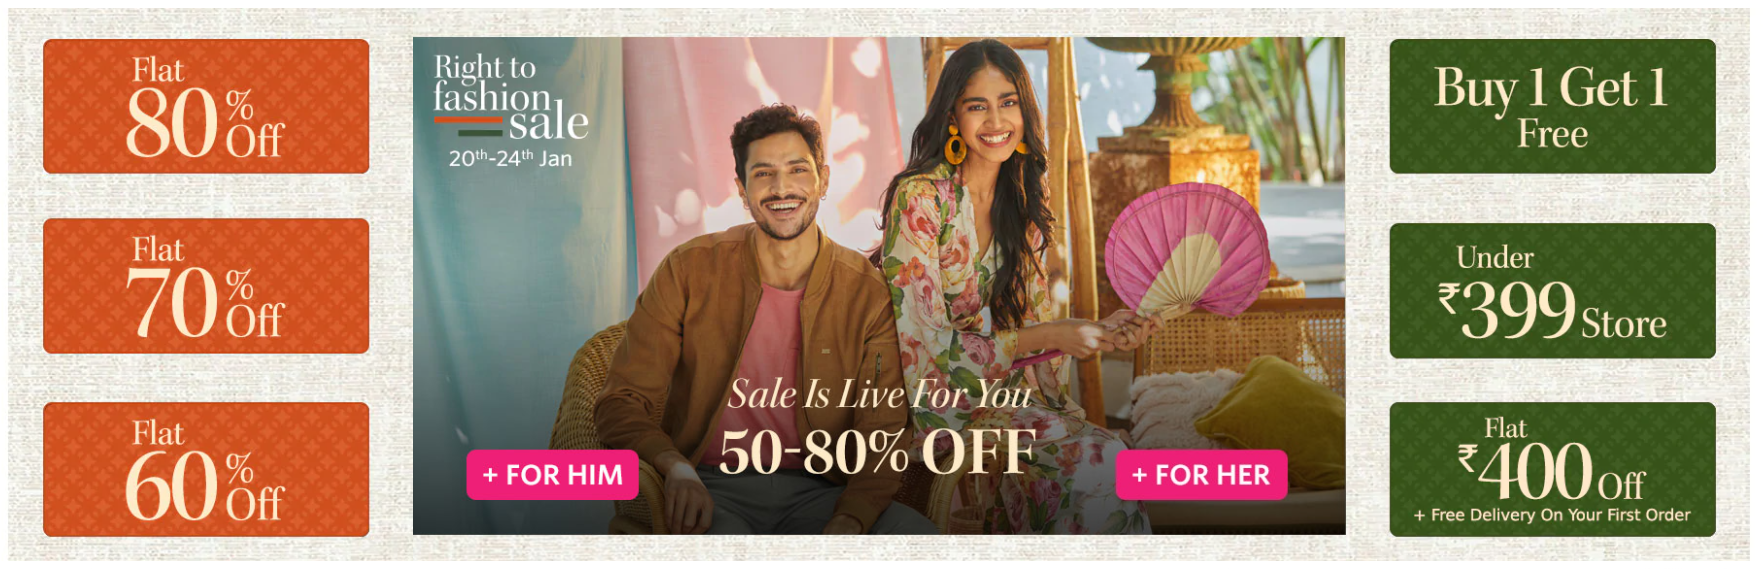 Flat
80% Off
Flat
70% Off
Flat
60% Off
Right to
fashion
sale
20th-24th Jan
Sale Is Live For You
50-80% OFF
+ FOR HIM
+ FOR HER
Buy 1 Get 1
Free
Under
₹399 Store
Flat
₹400 Off
+ Free Delivery On Your First Order